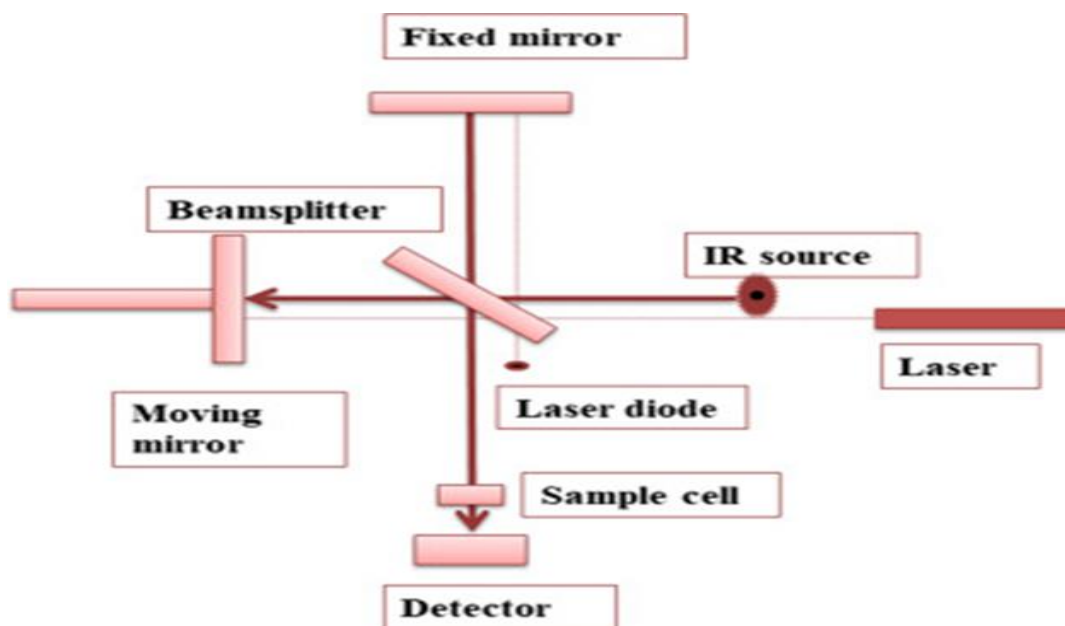 Fixed mirror
Beamsplitter
IR source
Laser
Moving
mirror
Laser diode
Sample cell
Detector